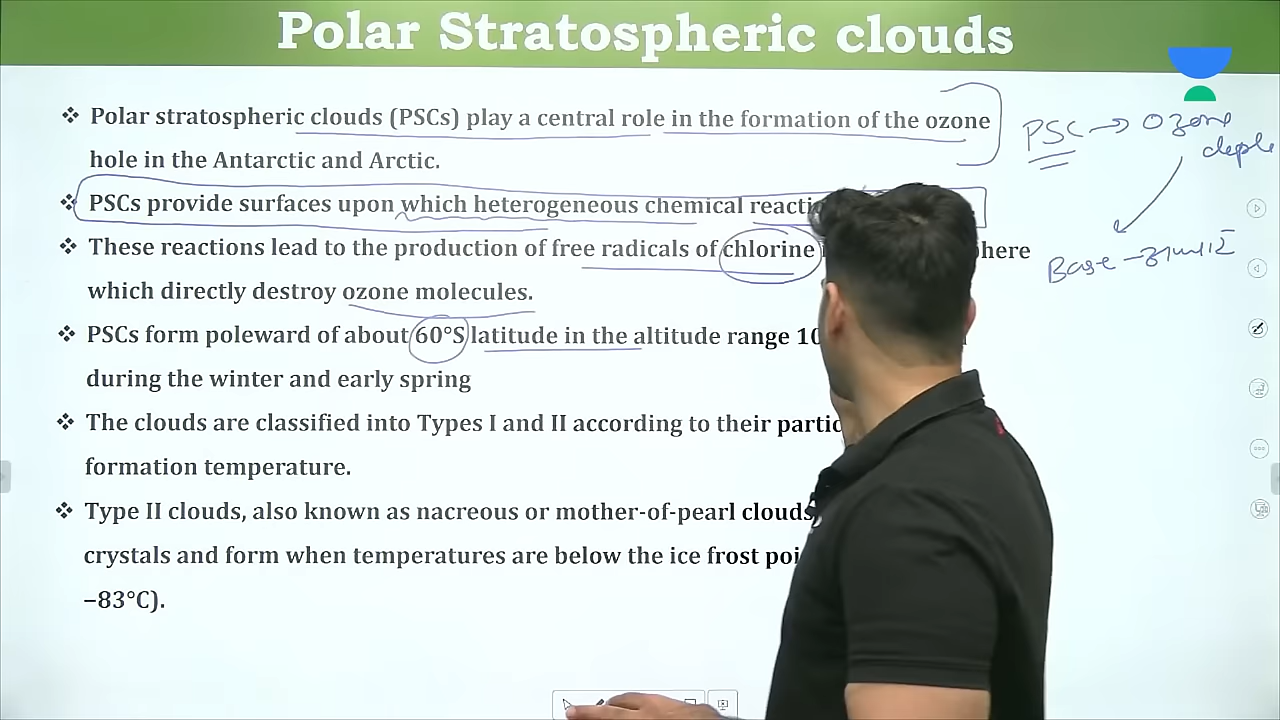 Polar Stratospheric clouds
❖ Polar stratospheric clouds (PSCs) play a central role in the formation of the ozone
hole in the Antarctic and Arctic.
❖ PSCs provide surfaces upon which heterogeneous chemical reacti
❖ These reactions lead to the production of free radicals of chlorine here
which directly destroy ozone molecules.
❖ PSCs form poleward of about 60°S latitude in the altitude range 10
during the winter and early spring
❖ The clouds are classified into Types I and II according to their partic
formation temperature.
❖ Type II clouds, also known as nacreous or mother-of-pearl clouds
crystals and form when temperatures are below the ice frost poi
–83°C).
PSC → Ozone
deple
Base